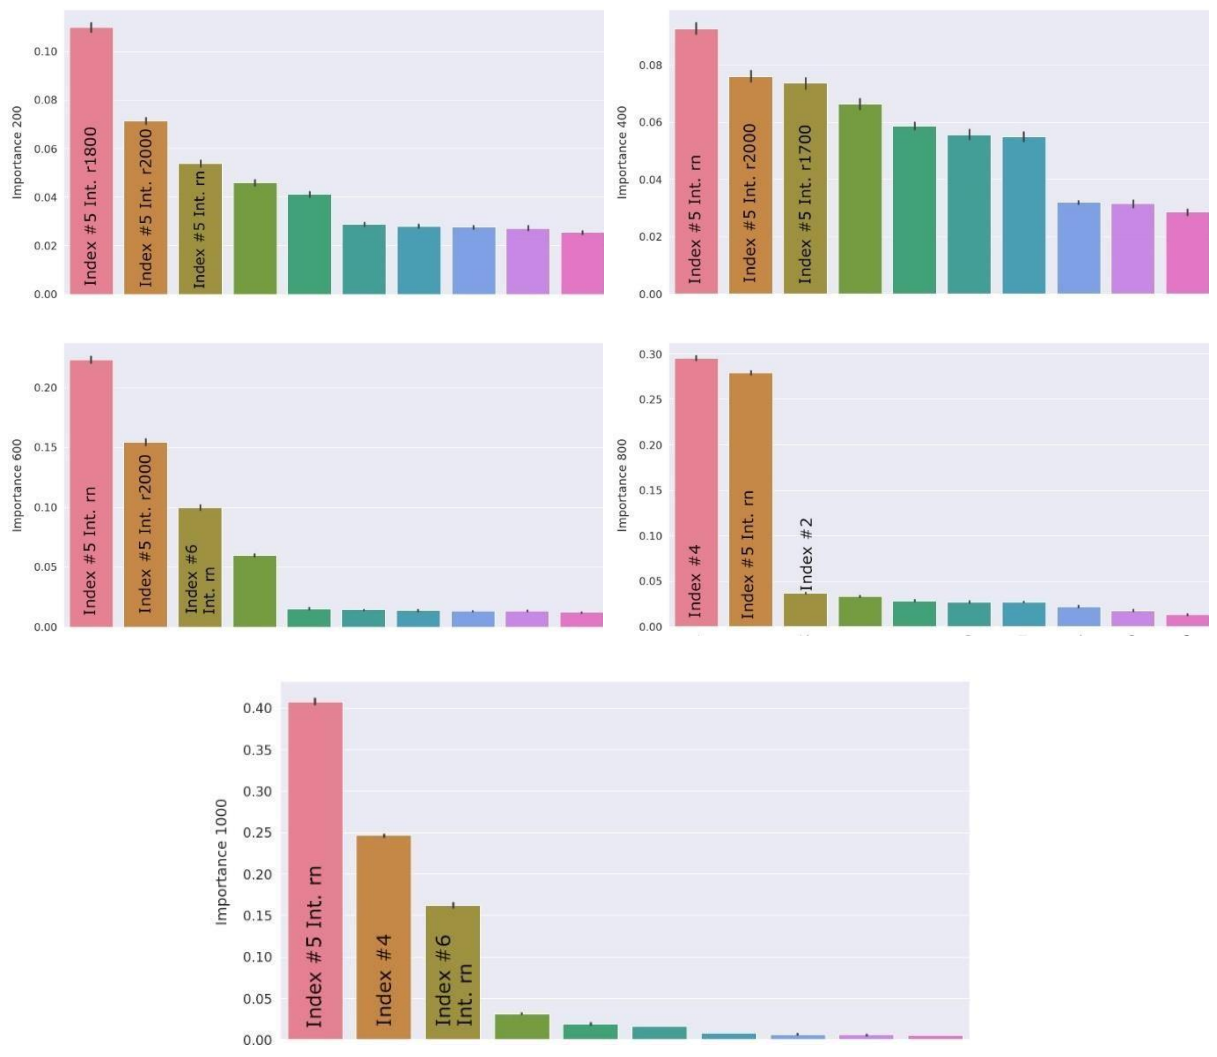 Importance 200
0.10
0.08
0.06
0.04
0.02
0.00
Index #5 Int. r1800
Index #5 Int. r2000
Index #5 Int. rn
Importance 400
0.08
0.06
0.04
0.02
0.00
Index #5 Int. rn
Index #5 Int. r2000
Index #5 Int. r1700
Importance 600
0.20
0.15
0.10
0.05
0.00
Index #5 Int. rn
Index #5 Int. r2000
Index #6
Int. rn
Importance 800
0.30
0.25
0.20
0.15
0.10
0.05
0.00
Index #4
Index #5 Int. rn
Index #2
Importance 1000
0.40
0.35
0.30
0.25
0.20
0.15
0.10
0.05
0.00
Index #5 Int. rn
Index #4
Index #6
Int. rn